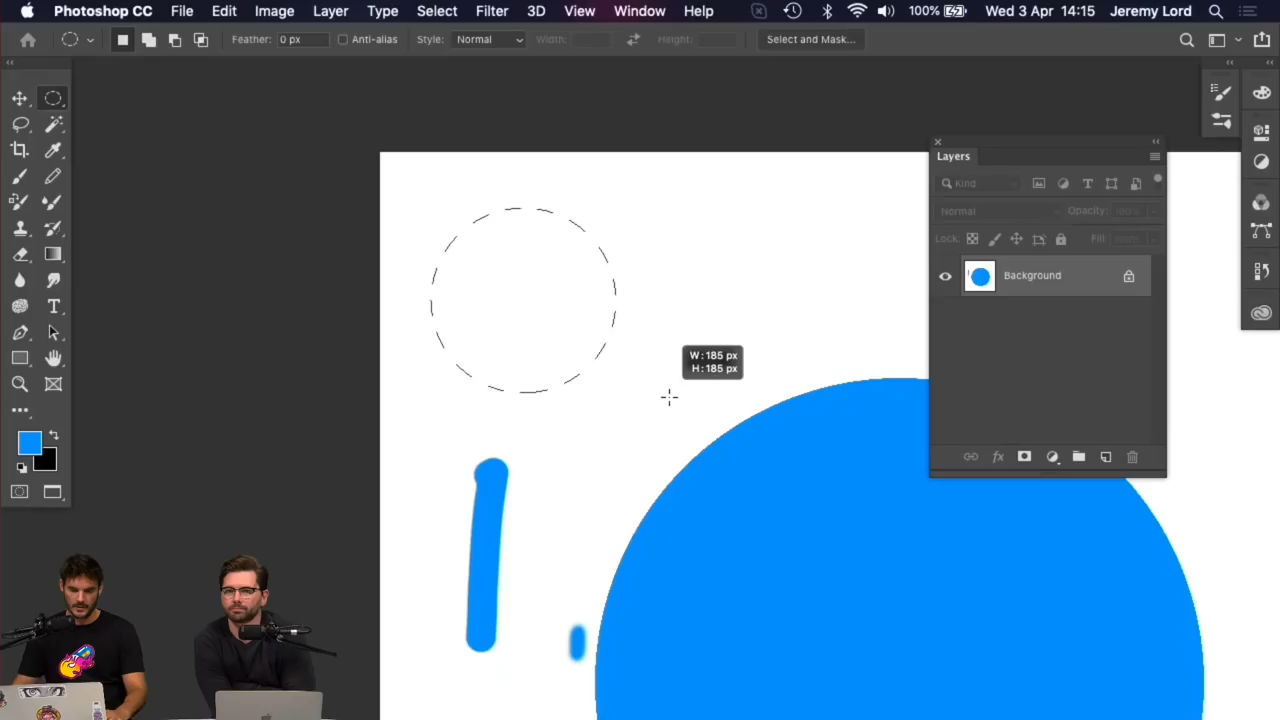 Photoshop CC File Edit Image Layer Type Select Filter 3D View Window Help 100% Wed 3 Apr 14:15 Jeremy Lord
Feather: 0 px Anti-alias Style: Normal Width: Height: Select and Mask...
W: 185 px
H: 185 px
Layers
Kind
Normal Opacity: 100%
Lock: Fill:
Background
fx